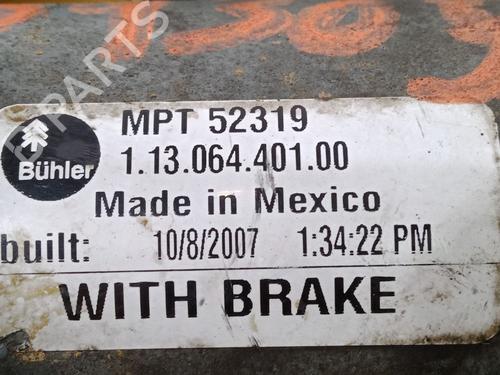 MPT 52319
Bühler
1.13.064.401.00
Made in Mexico
built: 10/8/2007 1:34:22 PM
WITH BRAKE